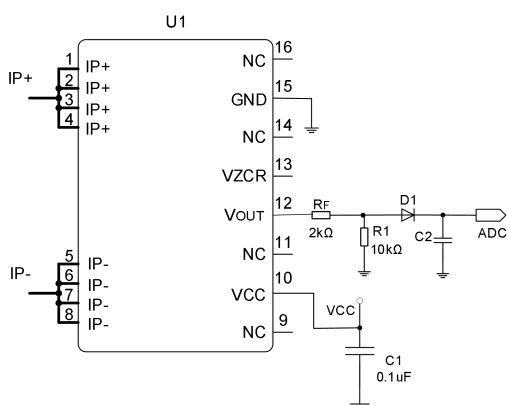 U1
1 IP+
2 IP+
3 IP+
4 IP+
IP+
5 IP-
6 IP-
7 IP-
8 IP-
IP-
NC 16
GND 15
NC 14
VZCR 13
VOUT 12
NC 11
VCC 10
NC 9
RF
2kΩ
R1
10kΩ
D1
C2
ADC
VCC
C1
0.1uF